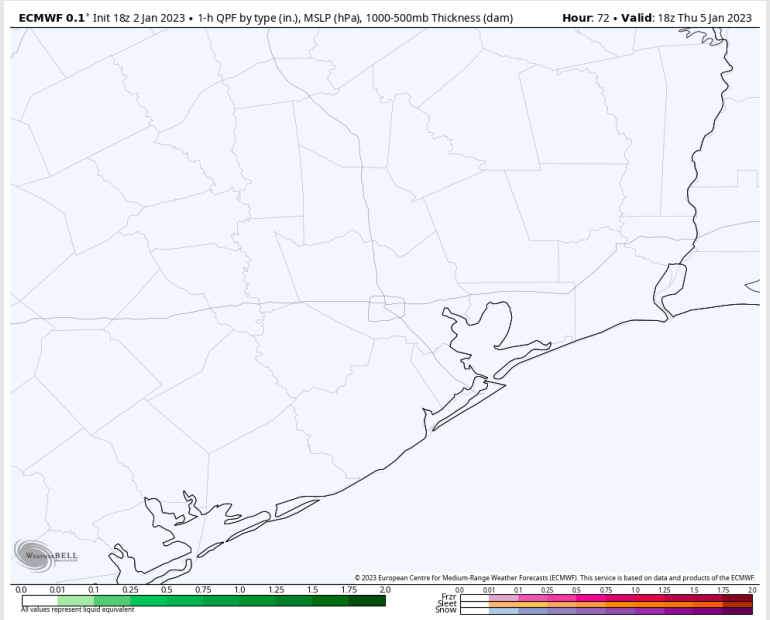 ECMWF 0.1° Init 18z 2 Jan 2023 • 1-h QPF by type (in.), MSLP (hPa), 1000-500mb Thickness (dam) Hour: 72 • Valid: 18z Thu 5 Jan 2023
WEATHERBELL
© 2023 European Centre for Medium-Range Weather Forecasts (ECMWF). This service is based on data and products of the ECMWF.
0.0 0.01 0.1 0.25 0.5 0.75 1.0 1.25 1.5 1.75 2.0
All values represent liquid equivalent
0.0 0.01 0.1 0.25 0.5 0.75 1.0 1.25 1.5 1.75 2.0
Frzr
Sleet
Snow